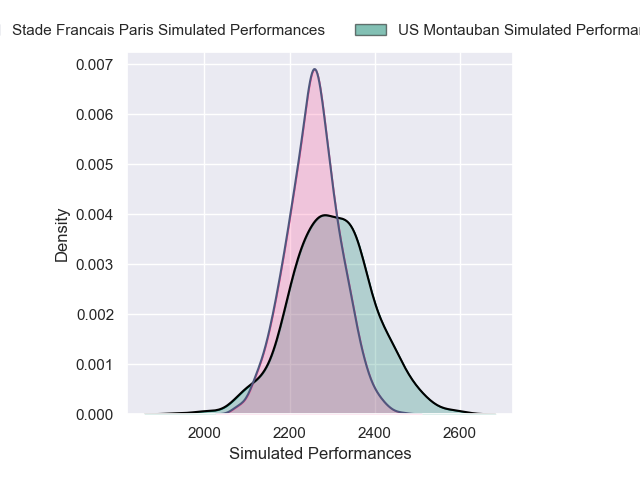 Stade Francais Paris Simulated Performances US Montauban Simulated
0.007
0.006
0.005
0.004
0.003
0.002
0.001
0.000
Density
2000 2200 2400 2600
Simulated Performances